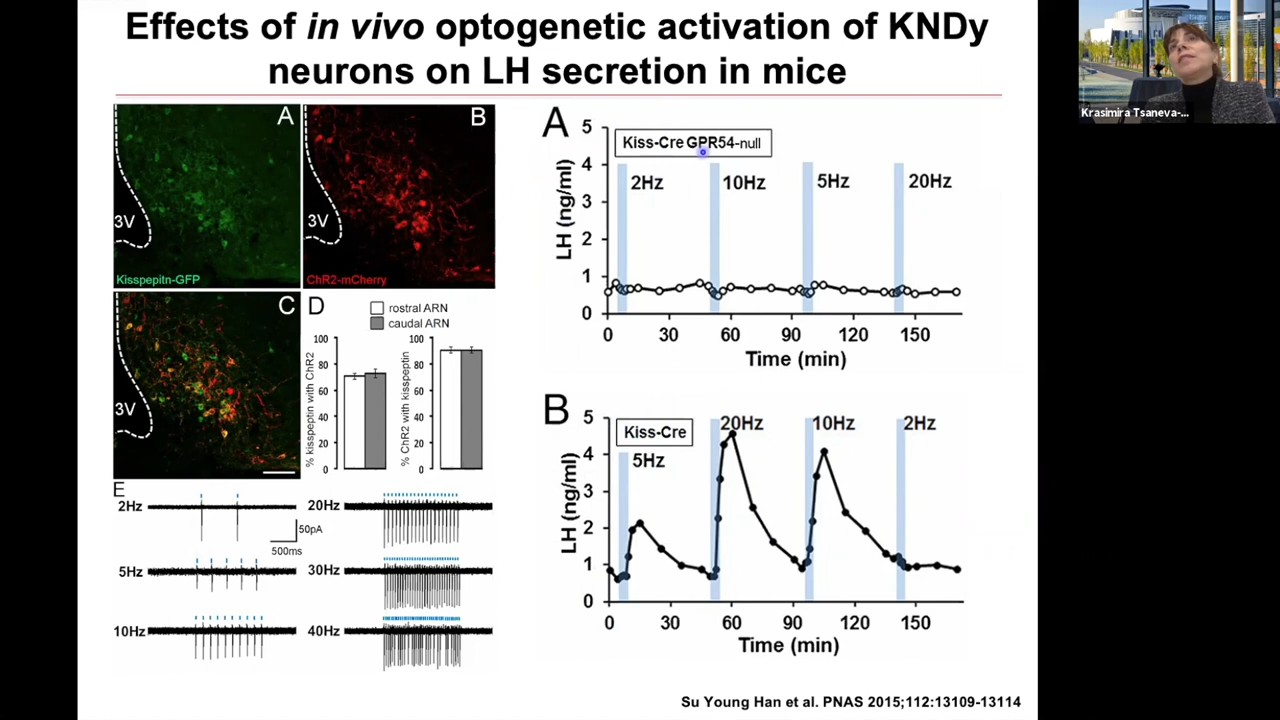 Effects of in vivo optogenetic activation of KNDy
neurons on LH secretion in mice
Krasimira Tsaneva-...
A
B
3V
3V
Kisspepitn-GFP
ChR2-mCherry
C
3V
D
rostral ARN
caudal ARN
% kisspeptin with ChR2
100
80
60
40
20
0
% ChR2 with kisspeptin
100
80
60
40
20
0
E
2Hz
50pA
500ms
5Hz
10Hz
20Hz
30Hz
40Hz
A
Kiss-Cre GPR54-null
2Hz
10Hz
5Hz
20Hz
LH (ng/ml)
5
4
3
2
1
0
0 30 60 90 120 150
Time (min)
B
Kiss-Cre
5Hz
20Hz
10Hz
2Hz
LH (ng/ml)
5
4
3
2
1
0
0 30 60 90 120 150
Time (min)
Su Young Han et al. PNAS 2015;112:13109-13114